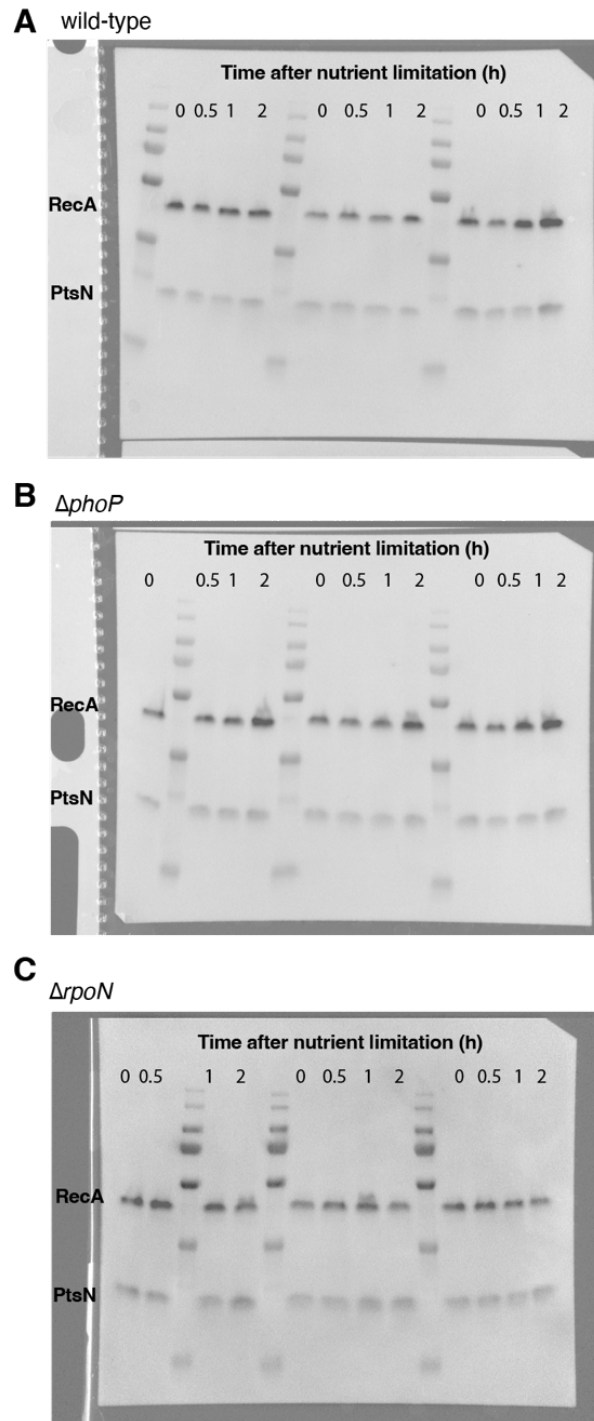 A wild-type
Time after nutrient limitation (h)
0 0.5 1 2 0 0.5 1 2 0 0.5 1 2
RecA
PtsN
B ΔphoP
Time after nutrient limitation (h)
0 0.5 1 2 0 0.5 1 2 0 0.5 1 2
RecA
PtsN
C ΔrpoN
Time after nutrient limitation (h)
0 0.5 1 2 0 0.5 1 2 0 0.5 1 2
RecA
PtsN